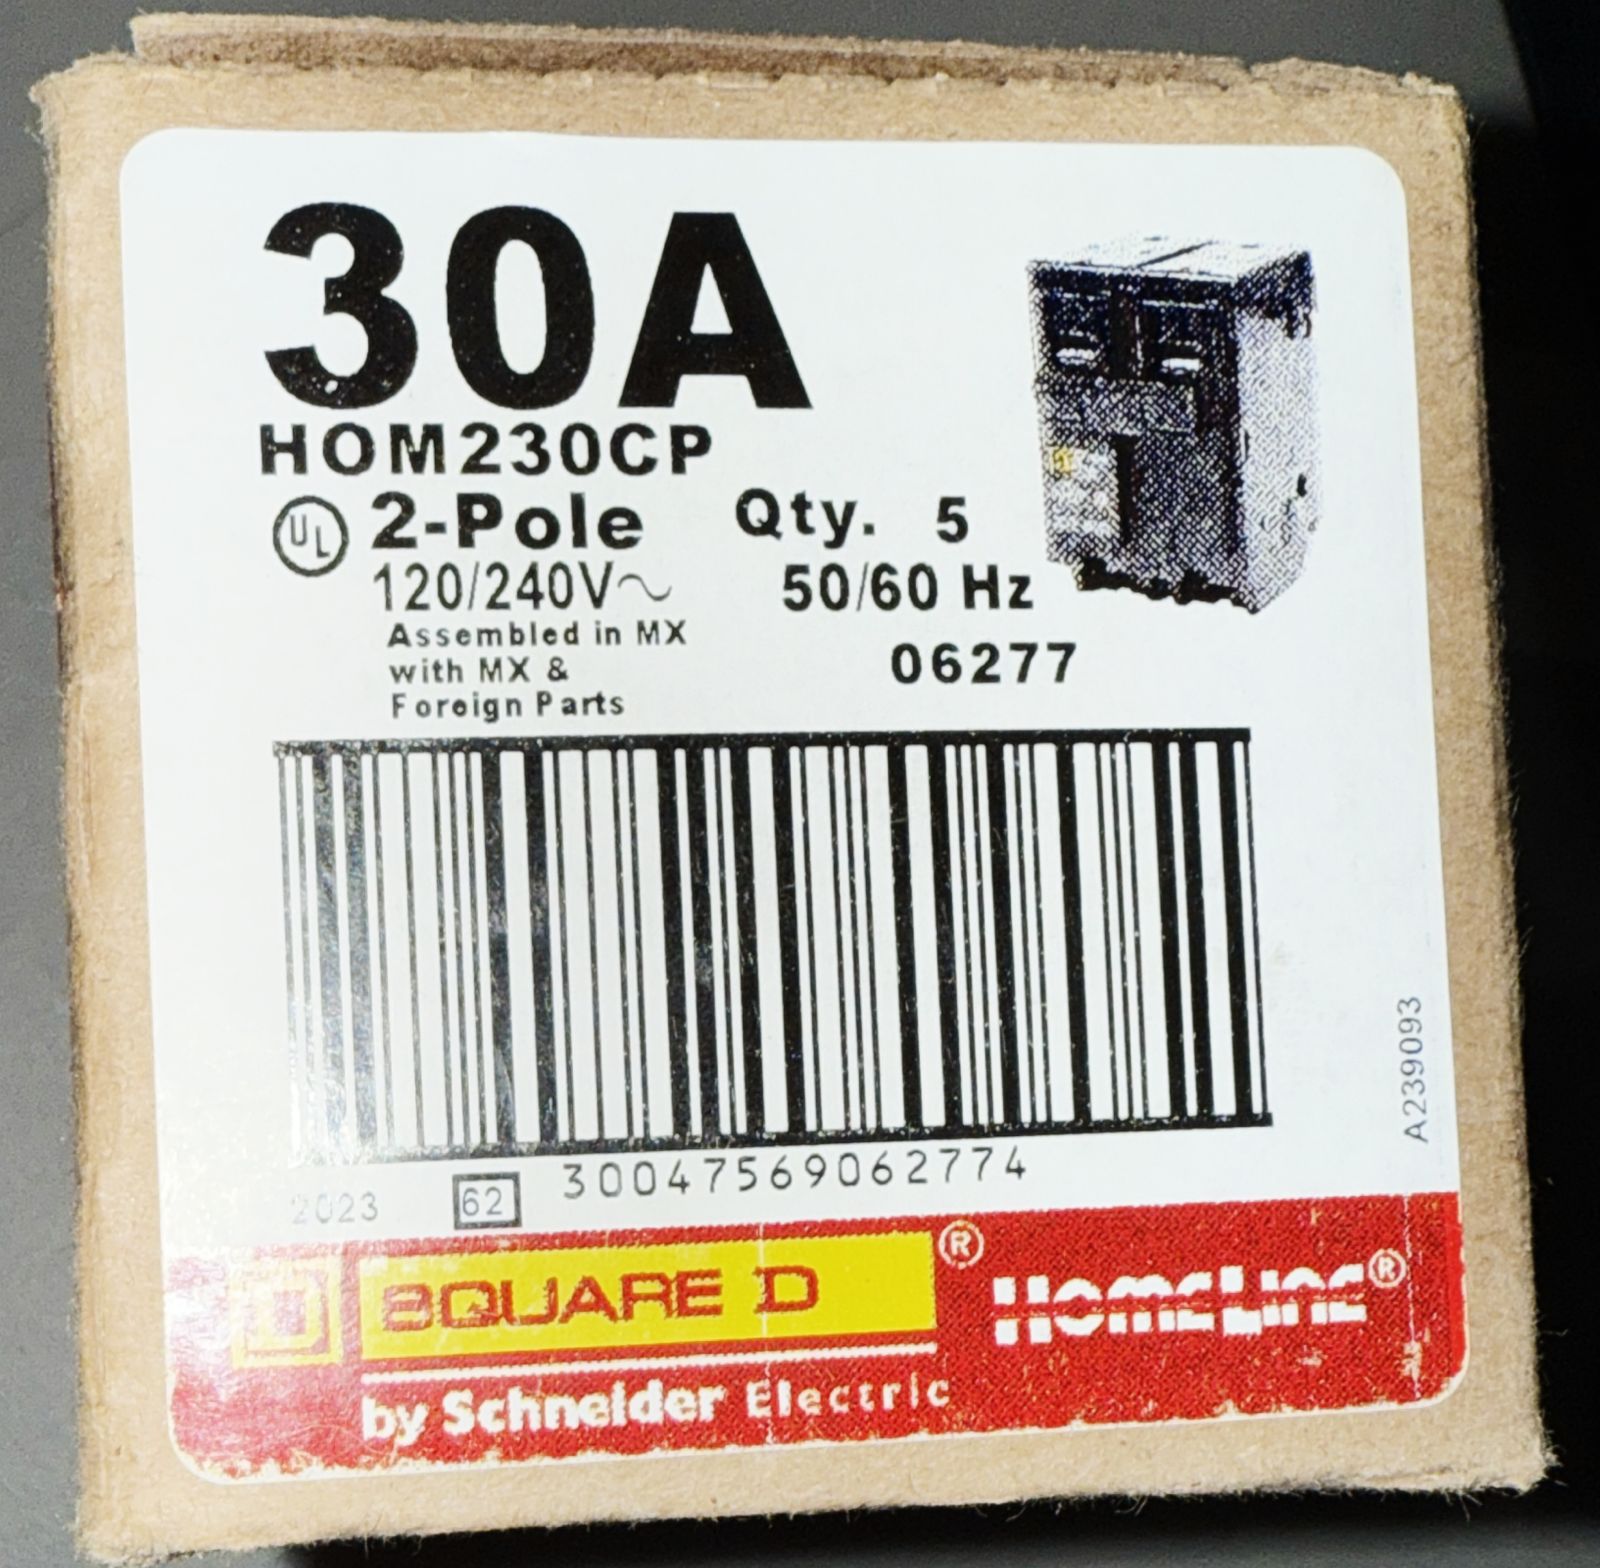 30A
HOM230CP
UL 2-Pole Qty. 5
120/240V~ 50/60 Hz
Assembled in MX
with MX &
Foreign Parts
06277
A239093
2023 62 30047569062774
D SQUARE D® HOMELINE®
by Schneider Electric